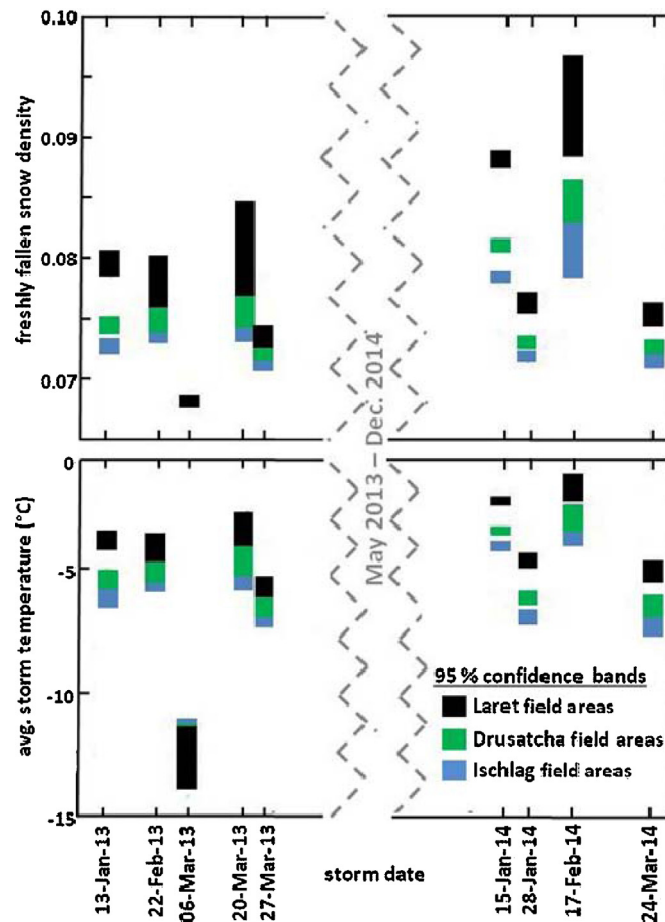 0.10
0.09
0.08
0.07
freshly fallen snow density
May 2013 – Dec. 2014
0
-5
-10
-15
avg. storm temperature (°C)
95 % confidence bands
Laret field areas
Drusatcha field areas
Ischlag field areas
13-Jan-13
22-Feb-13
06-Mar-13
20-Mar-13
27-Mar-13
storm date
15-Jan-14
28-Jan-14
17-Feb-14
24-Mar-14